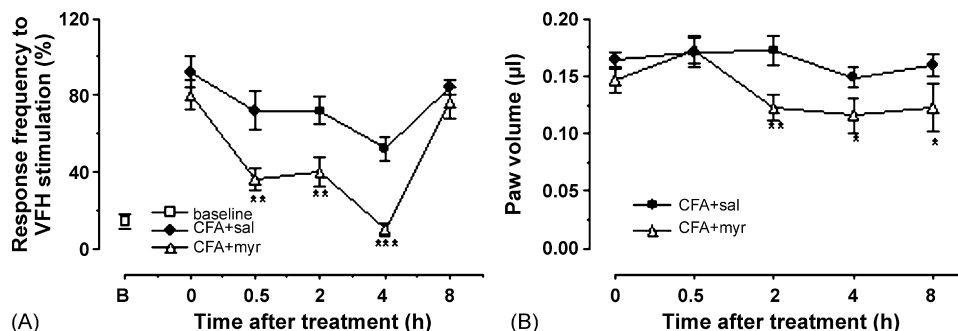 120
80
40
0
Response frequency to
VFH stimulation (%)
baseline
CFA+sal
CFA+myr
**
**
***
B
0
0.5
2
4
8
(A)
Time after treatment (h)
0.20
0.15
0.10
0.05
0.00
Paw volume (µl)
**
*
*
CFA+sal
CFA+myr
0
0.5
2
4
8
(B)
Time after treatment (h)